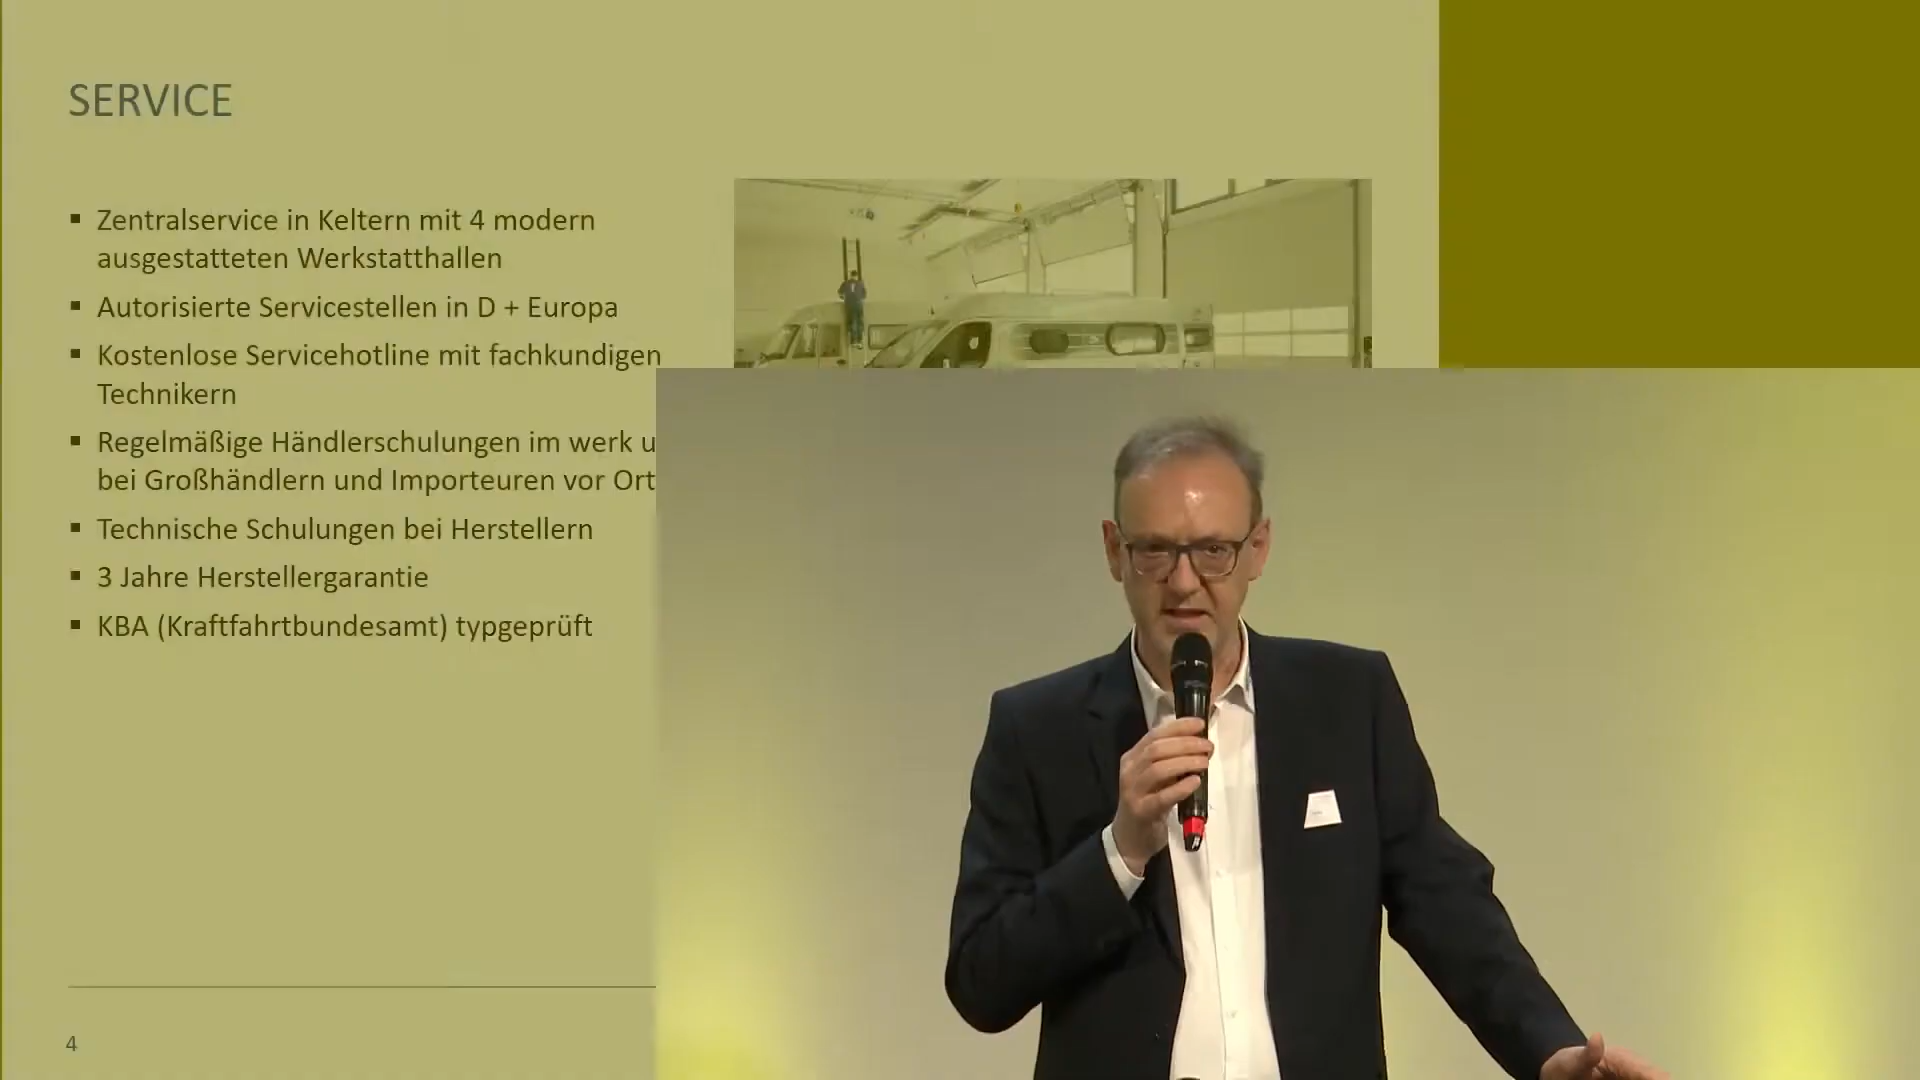 SERVICE
▪ Zentralservice in Keltern mit 4 modern
ausgestatteten Werkstatthallen
▪ Autorisierte Servicestellen in D + Europa
▪ Kostenlose Servicehotline mit fachkundigen
Technikern
▪ Regelmäßige Händlerschulungen im werk u
bei Großhändlern und Importeuren vor Ort
▪ Technische Schulungen bei Herstellern
▪ 3 Jahre Herstellergarantie
▪ KBA (Kraftfahrtbundesamt) typgeprüft
4